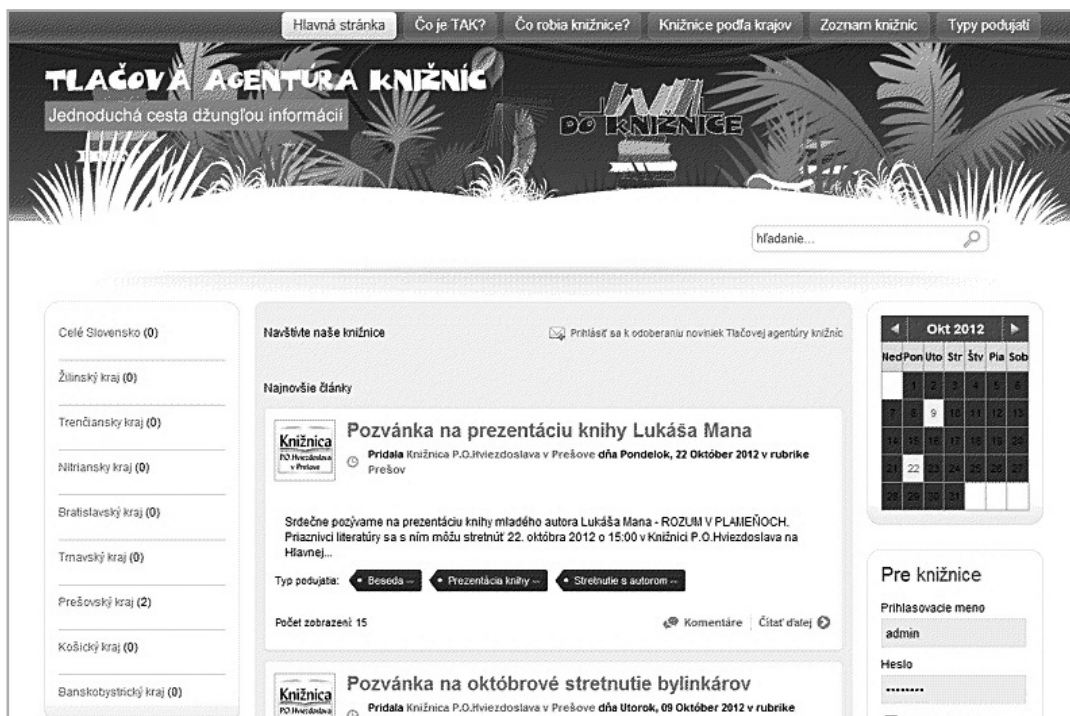 Hlavná stránka Čo je TAK? Čo robia knižnice? Knižnice podľa krajov Zoznam knižníc Typy podujatí
TLAČOVÁ AGENTÚRA KNIŽNÍC
Jednoduchá cesta džungľou informácií
DO KNIŽNICE
hľadanie...
Celé Slovensko (0)
Žilinský kraj (0)
Trenčiansky kraj (0)
Nitriansky kraj (0)
Bratislavský kraj (0)
Trnavský kraj (0)
Prešovský kraj (2)
Košický kraj (0)
Banskobystrický kraj (0)
Navštívte naše knižnice
Prihlásiť sa k odoberaniu noviniek Tlačovej agentúry knižníc
Najnovšie články
Knižnica
P.O.Hviezdoslava
v Prešove
Pozvánka na prezentáciu knihy Lukáša Mana
Pridala Knižnica P.O.Hviezdoslava v Prešove dňa Pondelok, 22 Október 2012 v rubrike
Prešov
Srdečne pozývame na prezentáciu knihy mladého autora Lukáša Mana - ROZUM V PLAMEŇOCH.
Priaznivci literatúry sa s ním môžu stretnúť 22. októbra 2012 o 15:00 v Knižnici P.O.Hviezdoslava na
Hlavnej...
Typ podujatia: • Beseda -- • Prezentácia knihy -- • Stretnutie s autorom --
Počet zobrazení: 15
Komentáre Čítať ďalej
Knižnica
P.O.Hviezdoslava
Pozvánka na októbrové stretnutie bylinkárov
Pridala Knižnica P.O.Hviezdoslava v Prešove dňa Utorok, 09 Október 2012 v rubrike
Okt 2012
Ned Pon Uto Str Štv Pia Sob
1 2 3 4 5 6
7 8 9 10 11 12 13
14 15 16 17 18 19 20
21 22 23 24 25 26 27
28 29 30 31
Pre knižnice
Prihlasovacie meno
admin
Heslo
••••••••